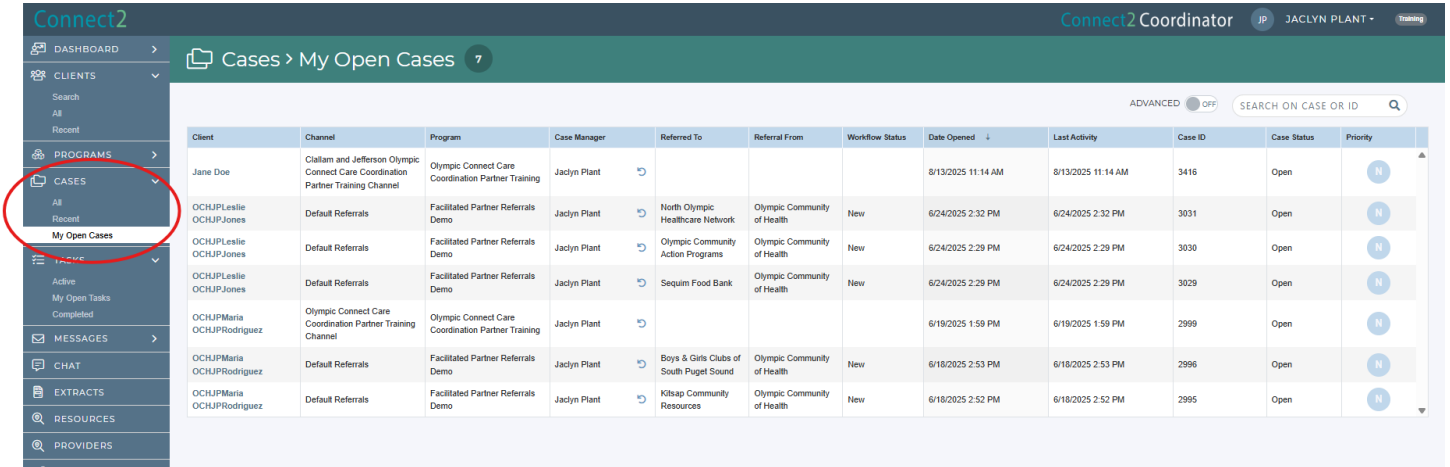 Connect2
Connect2 Coordinator
JP
JACLYN PLANT
Training
DASHBOARD
CLIENTS
Search
All
Recent
PROGRAMS
CASES
All
Recent
My Open Cases
TASKS
Active
My Open Tasks
Completed
MESSAGES
CHAT
EXTRACTS
RESOURCES
PROVIDERS
Cases > My Open Cases 7
ADVANCED OFF SEARCH ON CASE OR ID
Client Channel Program Case Manager Referred To Referral From Workflow Status Date Opened ↓ Last Activity Case ID Case Status Priority
Jane Doe
Clallam and Jefferson Olympic
Connect Care Coordination
Partner Training Channel
Olympic Connect Care
Coordination Partner Training
Jaclyn Plant
8/13/2025 11:14 AM 8/13/2025 11:14 AM 3416 Open N
OCHJPLeslie
OCHJPJones
Default Referrals
Facilitated Partner Referrals
Demo
Jaclyn Plant
North Olympic
Healthcare Network
Olympic Community
of Health
New 6/24/2025 2:32 PM 6/24/2025 2:32 PM 3031 Open N
OCHJPLeslie
OCHJPJones
Default Referrals
Facilitated Partner Referrals
Demo
Jaclyn Plant
Olympic Community
Action Programs
Olympic Community
of Health
New 6/24/2025 2:29 PM 6/24/2025 2:29 PM 3030 Open N
OCHJPLeslie
OCHJPJones
Default Referrals
Facilitated Partner Referrals
Demo
Jaclyn Plant
Sequim Food Bank
Olympic Community
of Health
New 6/24/2025 2:29 PM 6/24/2025 2:29 PM 3029 Open N
OCHJPMaria
OCHJPRodriguez
Olympic Connect Care
Coordination Partner Training
Channel
Olympic Connect Care
Coordination Partner Training
Jaclyn Plant
6/19/2025 1:59 PM 6/19/2025 1:59 PM 2999 Open N
OCHJPMaria
OCHJPRodriguez
Default Referrals
Facilitated Partner Referrals
Demo
Jaclyn Plant
Boys & Girls Clubs of
South Puget Sound
Olympic Community
of Health
New 6/18/2025 2:53 PM 6/18/2025 2:53 PM 2996 Open N
OCHJPMaria
OCHJPRodriguez
Default Referrals
Facilitated Partner Referrals
Demo
Jaclyn Plant
Kitsap Community
Resources
Olympic Community
of Health
New 6/18/2025 2:52 PM 6/18/2025 2:52 PM 2995 Open N